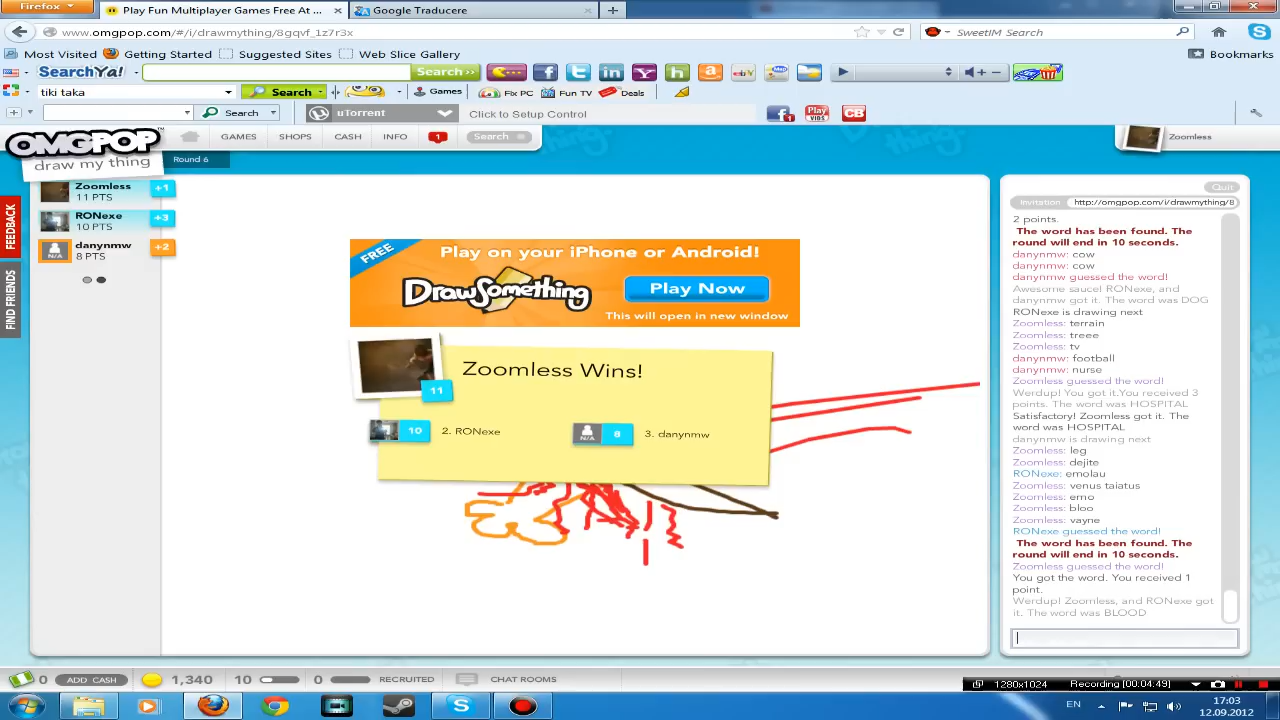 Firefox
Play Fun Multiplayer Games Free At ...
Google Traducere
www.omgpop.com/#/i/drawmything/8gqvf_1z7r3x
SweetIM Search
Most Visited
Getting Started
Suggested Sites
Web Slice Gallery
Bookmarks
SearchYa!
Search>>
tiki taka
Search
Games
Fix PC
Fun TV
Deals
Search
uTorrent
Click to Setup Control
OMGPOP
GAMES
SHOPS
CASH
INFO
1
Search
Zoomless
draw my thing
Round 6
Zoomless
11 PTS
+1
RONexe
10 PTS
+3
N/A
danynmw
8 PTS
+2
FEEDBACK
FIND FRIENDS
FREE
Play on your iPhone or Android!
DrawSomething
Play Now
This will open in new window
Zoomless Wins!
11
10
2. RONexe
N/A
8
3. danynmw
Quit
Invitation
http://omgpop.com/i/drawmything/8
2 points.
The word has been found. The
round will end in 10 seconds.
danynmw: cow
danynmw: cow
danynmw guessed the word!
Awesome sauce! RONexe, and
danynmw got it. The word was DOG
RONexe is drawing next
Zoomless: terrain
Zoomless: treee
Zoomless: tv
danynmw: football
danynmw: nurse
Zoomless guessed the word!
Werdup! You got it.You received 3
points. The word was HOSPITAL
Satisfactory! Zoomless got it. The
word was HOSPITAL
danynmw is drawing next
Zoomless: leg
Zoomless: dejite
RONexe: emolau
Zoomless: venus taiatus
Zoomless: emo
Zoomless: bloo
Zoomless: vayne
RONexe guessed the word!
The word has been found. The
round will end in 10 seconds.
Zoomless guessed the word!
You got the word. You received 1
point.
Werdup! Zoomless, and RONexe got
it. The word was BLOOD
0
ADD CASH
1,340
10
0
RECRUITED
CHAT ROOMS
1280x1024
Recording [00:04:49]
EN
17:03
12.09.2012